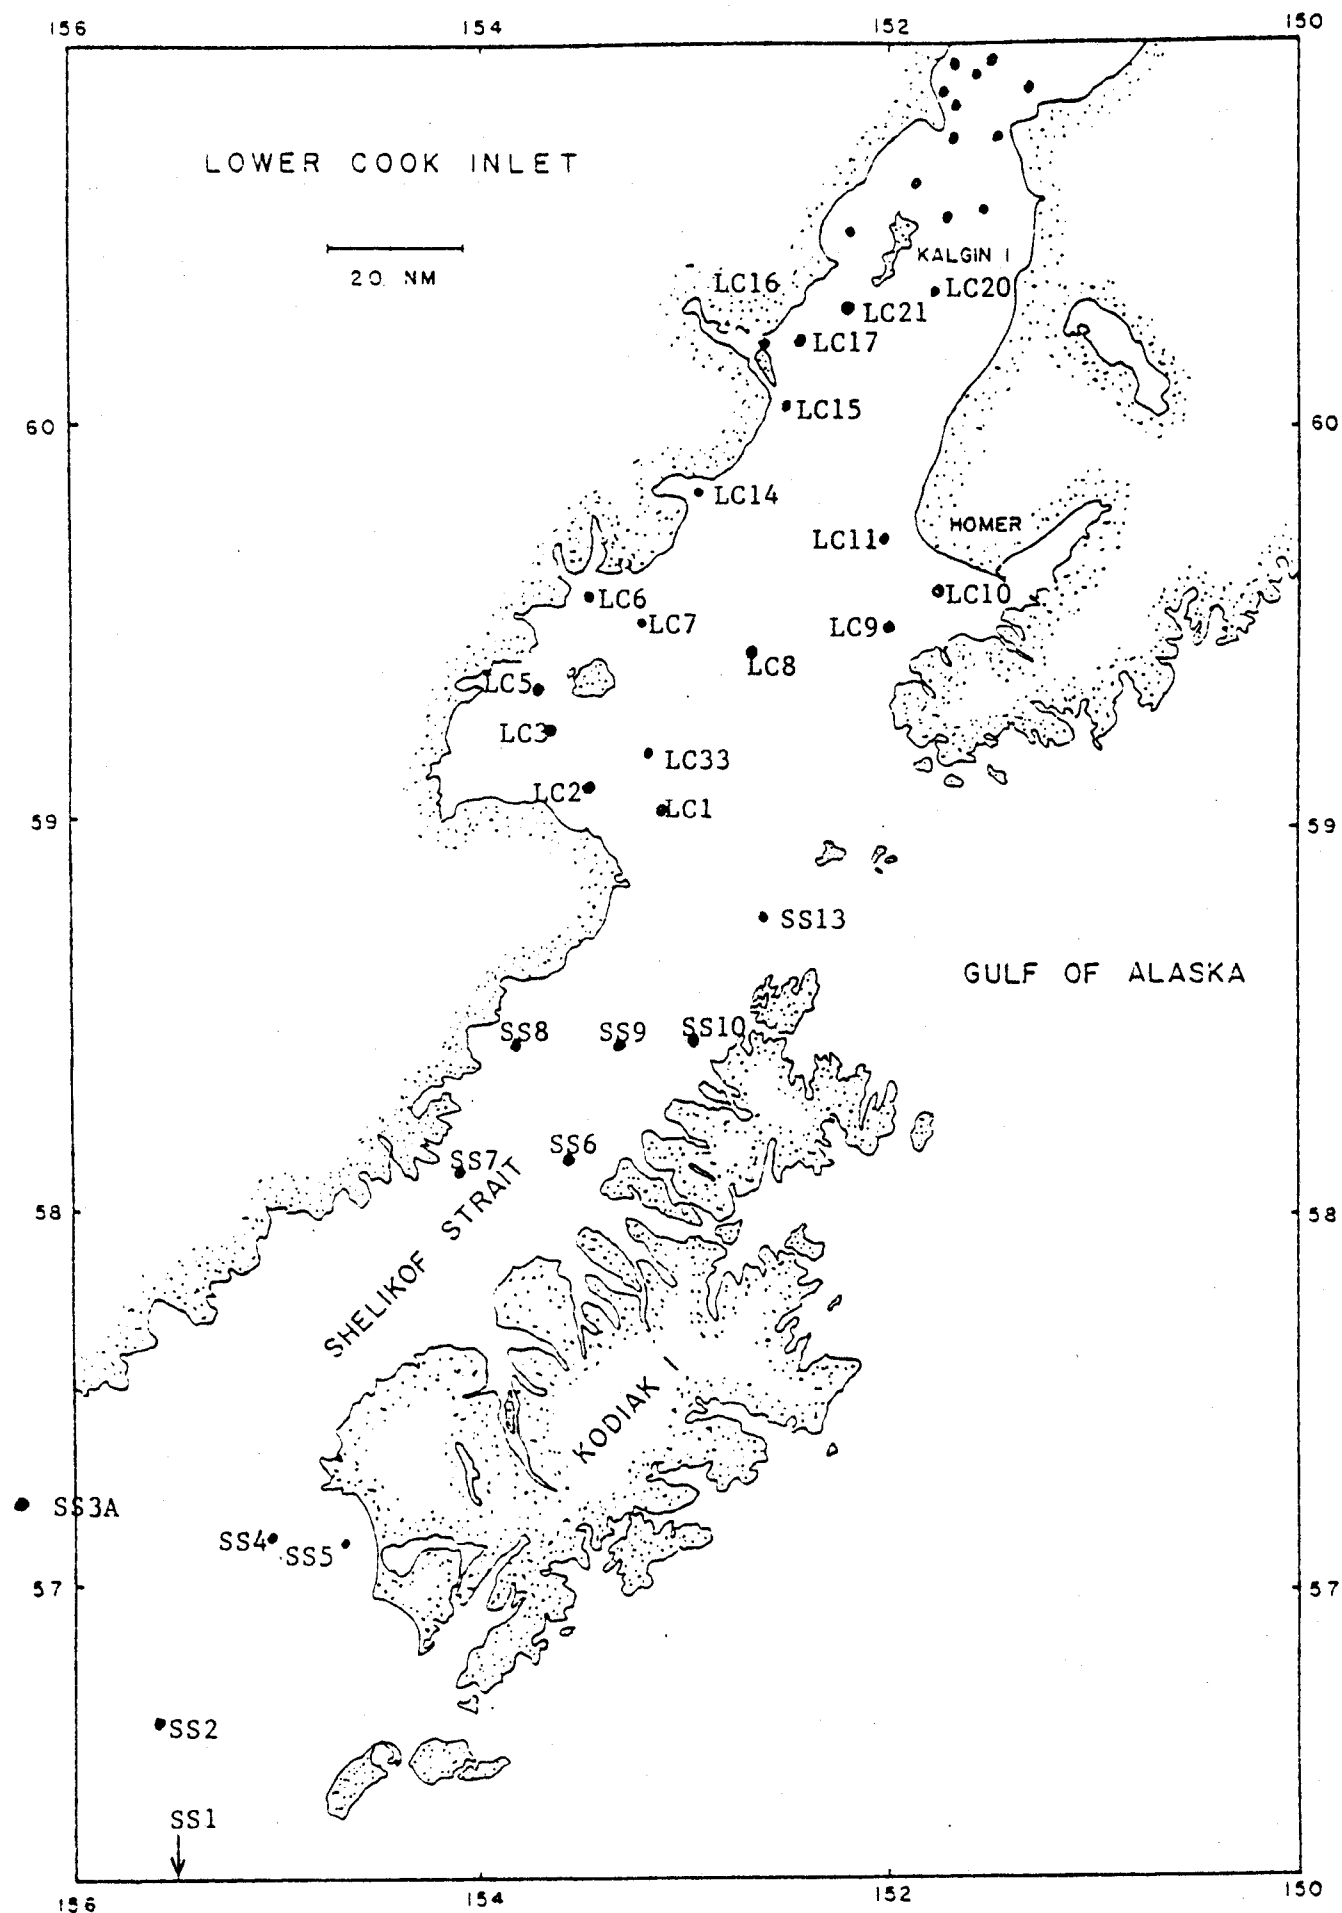 156 154 152 150
LOWER COOK INLET
20 NM
KALGIN I
LC16
LC20
LC21
LC17
60 LC15 60
LC14
HOMER
LC11
LC6 LC10
LC7 LC9
LC8
LC5
LC3
LC33
LC2
LC1
59 59
SS13
GULF OF ALASKA
SS8 SS9 SS10
SS6
SS7
58 58
SHELIKOF STRAIT
KODIAK I
SS3A
SS4
SS5
57 57
SS2
SS1
156 154 152 150